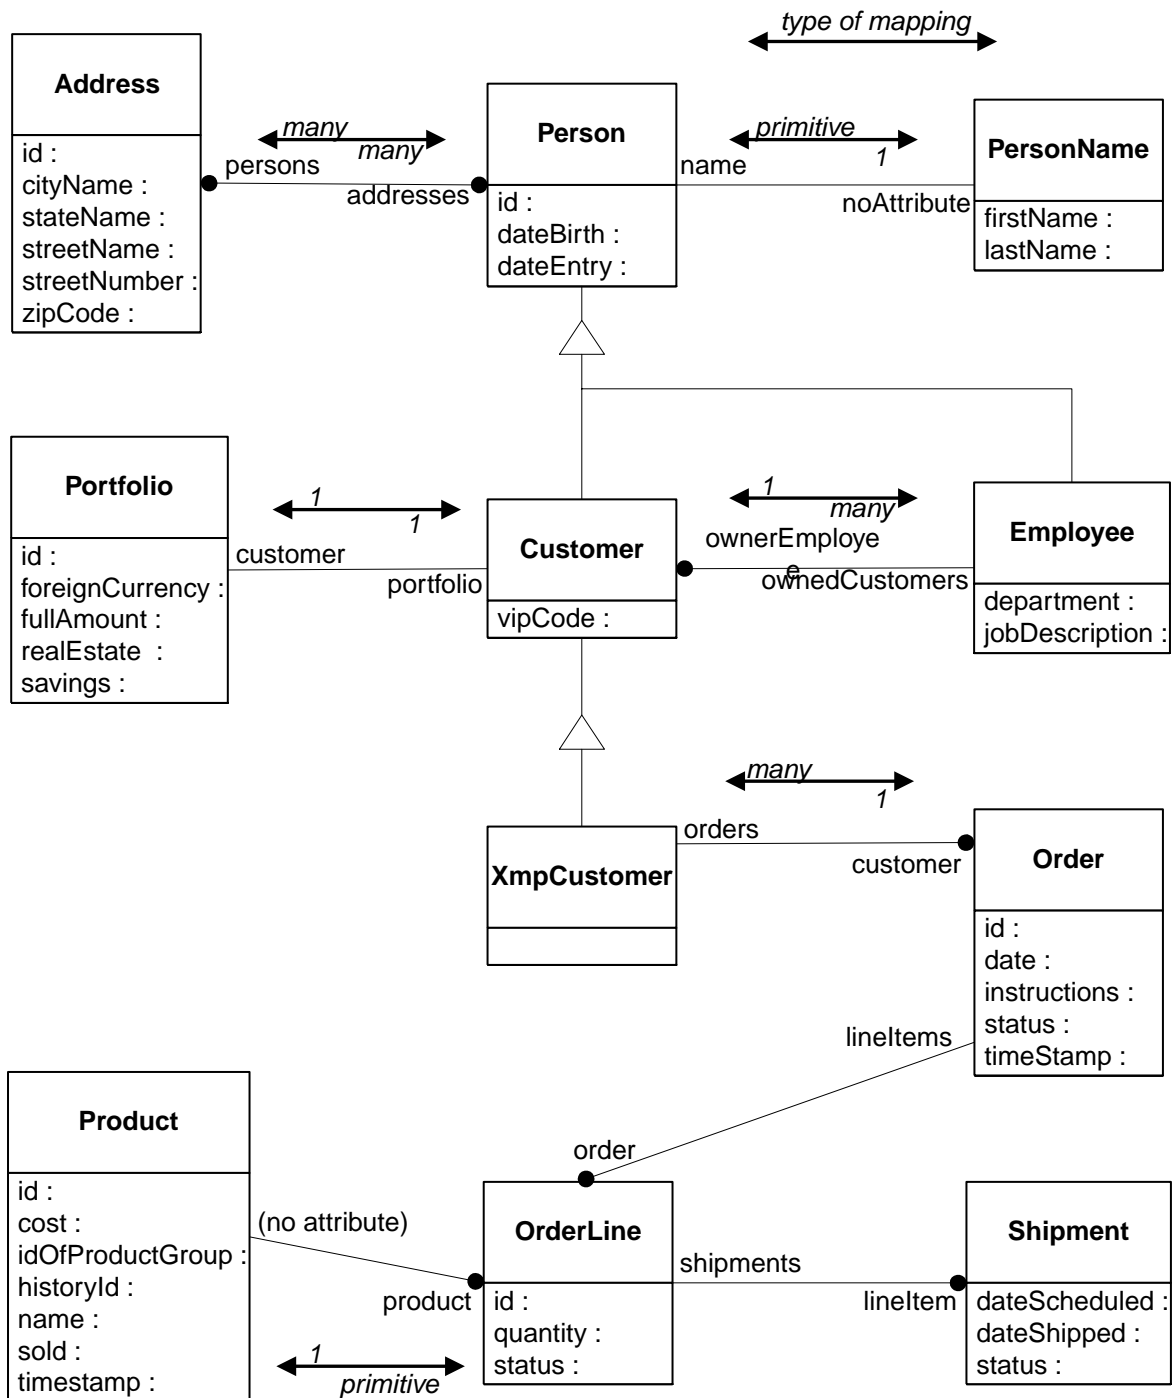 type of mapping
Address
id :
cityName :
stateName :
streetName :
streetNumber :
zipCode :
many
many
persons
addresses
Person
id :
dateBirth :
dateEntry :
primitive
1
name
noAttribute
PersonName
firstName :
lastName :
Portfolio
id :
foreignCurrency :
fullAmount :
realEstate :
savings :
1
1
customer
portfolio
Customer
vipCode :
1
many
ownerEmploye
e
ownedCustomers
Employee
department :
jobDescription :
many
1
orders
customer
XmpCustomer
Order
id :
date :
instructions :
status :
timeStamp :
lineItems
order
Product
id :
cost :
idOfProductGroup :
historyId :
name :
sold :
timestamp :
(no attribute)
product
1
primitive
OrderLine
id :
quantity :
status :
shipments
lineItem
Shipment
dateScheduled :
dateShipped :
status :